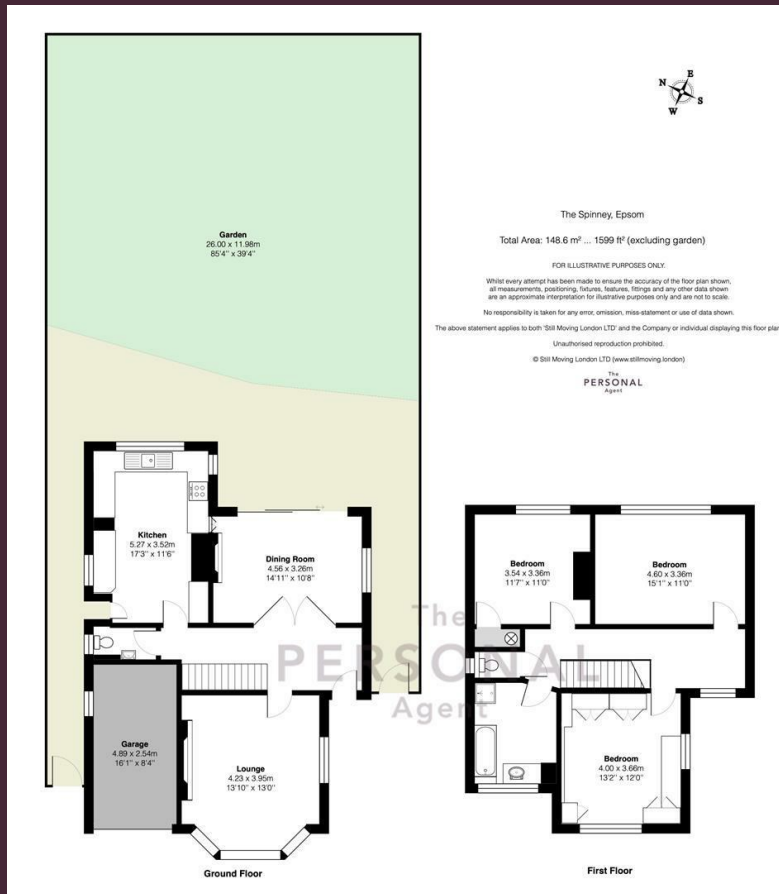 N
E
S
W
The Spinney, Epsom
Total Area: 148.6 m² ... 1599 ft² (excluding garden)
FOR ILLUSTRATIVE PURPOSES ONLY.
Whilst every attempt has been made to ensure the accuracy of the floor plan shown,
all measurements, positioning, fixtures, features, fittings and any other data shown
are an approximate interpretation for illustrative purposes only and are not to scale.
No responsibility is taken for any error, omission, miss-statement or use of data shown.
The above statement applies to both 'Still Moving London LTD' and the Company or individual displaying this floor plan
Unauthorised reproduction prohibited.
© Still Moving London LTD (www.stillmoving.london)
The
PERSONAL
Agent
Garden
26.00 x 11.98m
85'4" x 39'4"
Kitchen
5.27 x 3.52m
17'3" x 11'6"
Dining Room
4.56 x 3.26m
14'11" x 10'8"
Garage
4.89 x 2.54m
16'1" x 8'4"
Lounge
4.23 x 3.95m
13'10" x 13'0"
Ground Floor
Bedroom
3.54 x 3.36m
11'7" x 11'0"
Bedroom
4.60 x 3.36m
15'1" x 11'0"
Bedroom
4.00 x 3.66m
13'2" x 12'0"
First Floor
The
PERSONAL
Agent